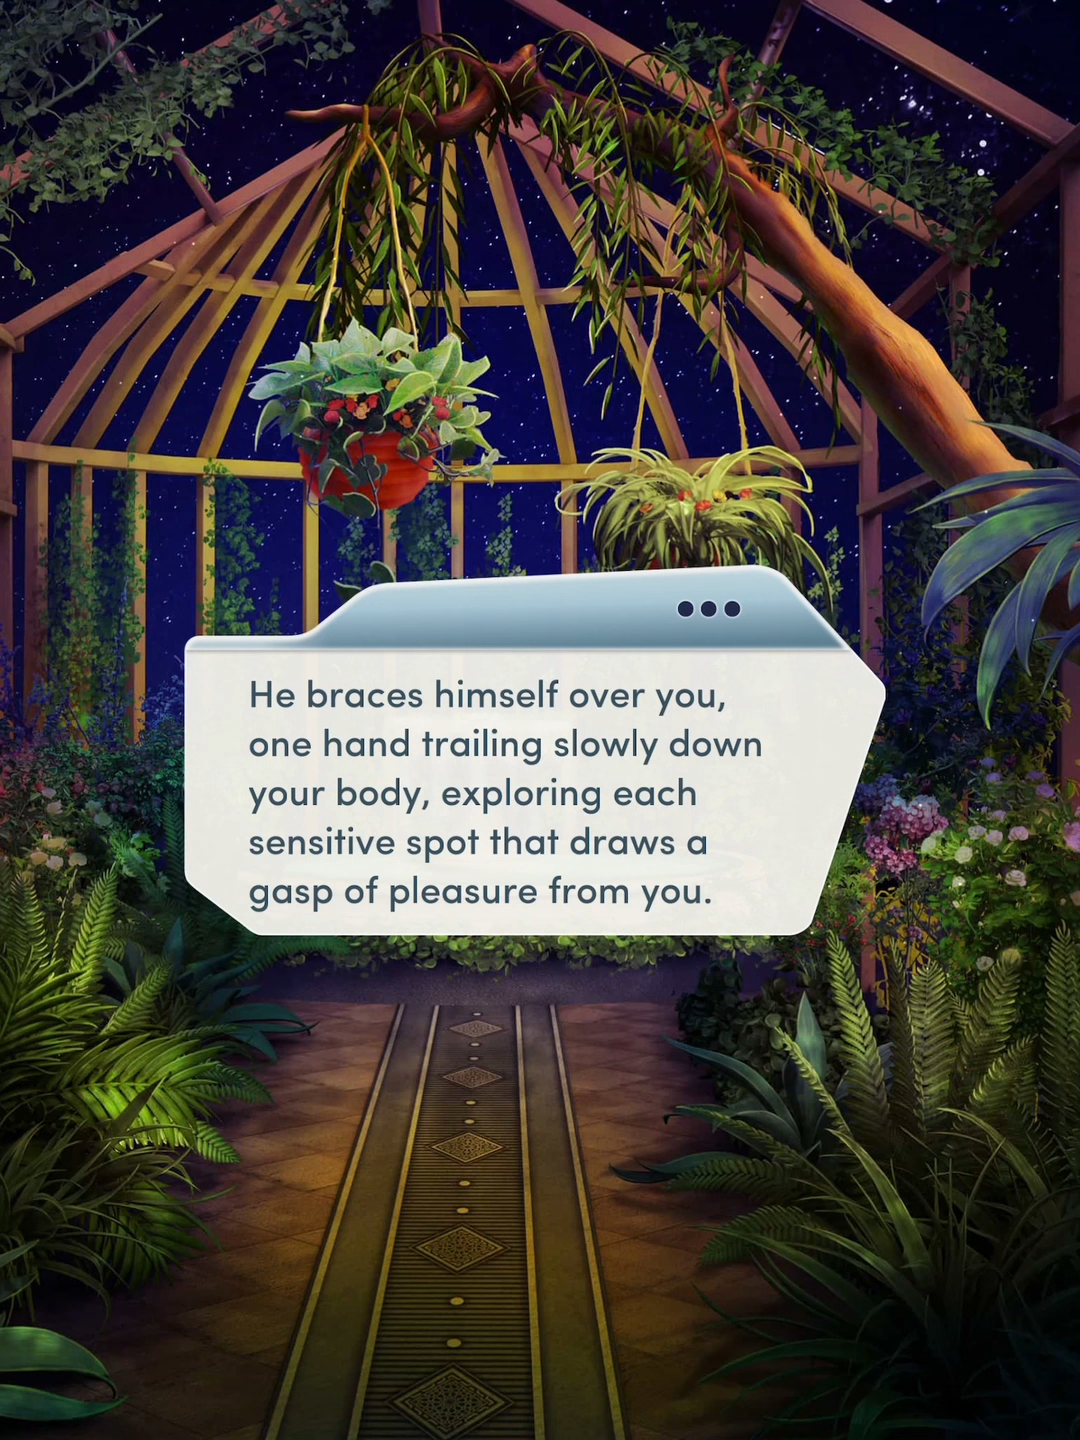 He braces himself over you,
one hand trailing slowly down
your body, exploring each
sensitive spot that draws a
gasp of pleasure from you.